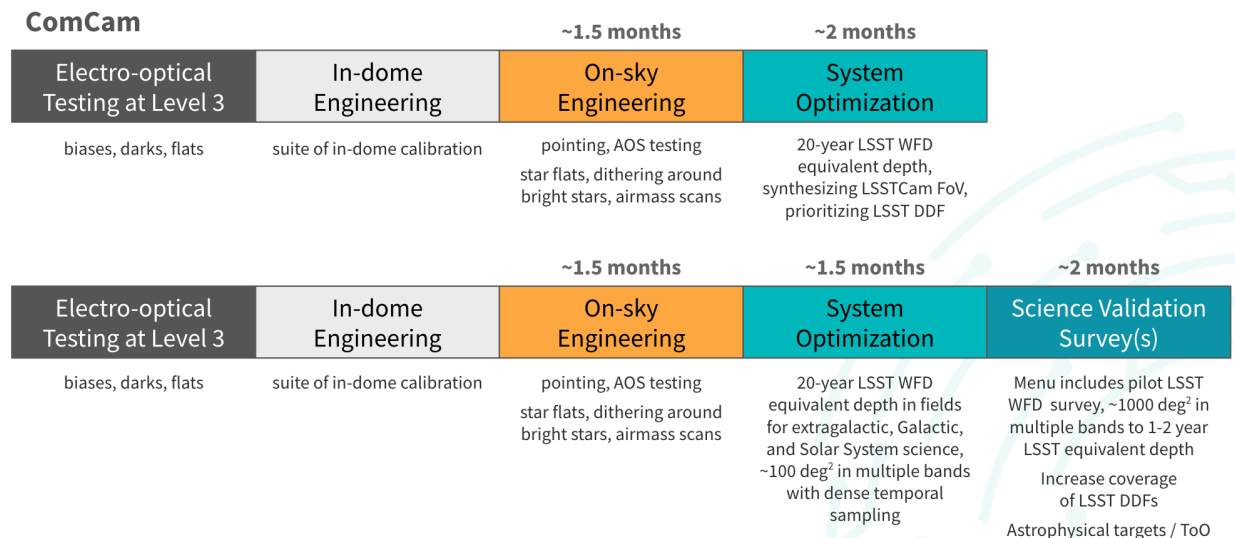 ComCam
~1.5 months
~2 months
Electro-optical
Testing at Level 3
In-dome
Engineering
On-sky
Engineering
System
Optimization
biases, darks, flats
suite of in-dome calibration
pointing, AOS testing
star flats, dithering around
bright stars, airmass scans
20-year LSST WFD
equivalent depth,
synthesizing LSSTCam FoV,
prioritizing LSST DDF
~1.5 months
~1.5 months
~2 months
Electro-optical
Testing at Level 3
In-dome
Engineering
On-sky
Engineering
System
Optimization
Science Validation
Survey(s)
biases, darks, flats
suite of in-dome calibration
pointing, AOS testing
star flats, dithering around
bright stars, airmass scans
20-year LSST WFD
equivalent depth in fields
for extragalactic, Galactic,
and Solar System science,
~100 deg² in multiple bands
with dense temporal
sampling
Menu includes pilot LSST
WFD survey, ~1000 deg² in
multiple bands to 1-2 year
LSST equivalent depth
Increase coverage
of LSST DDFs
Astrophysical targets / ToO